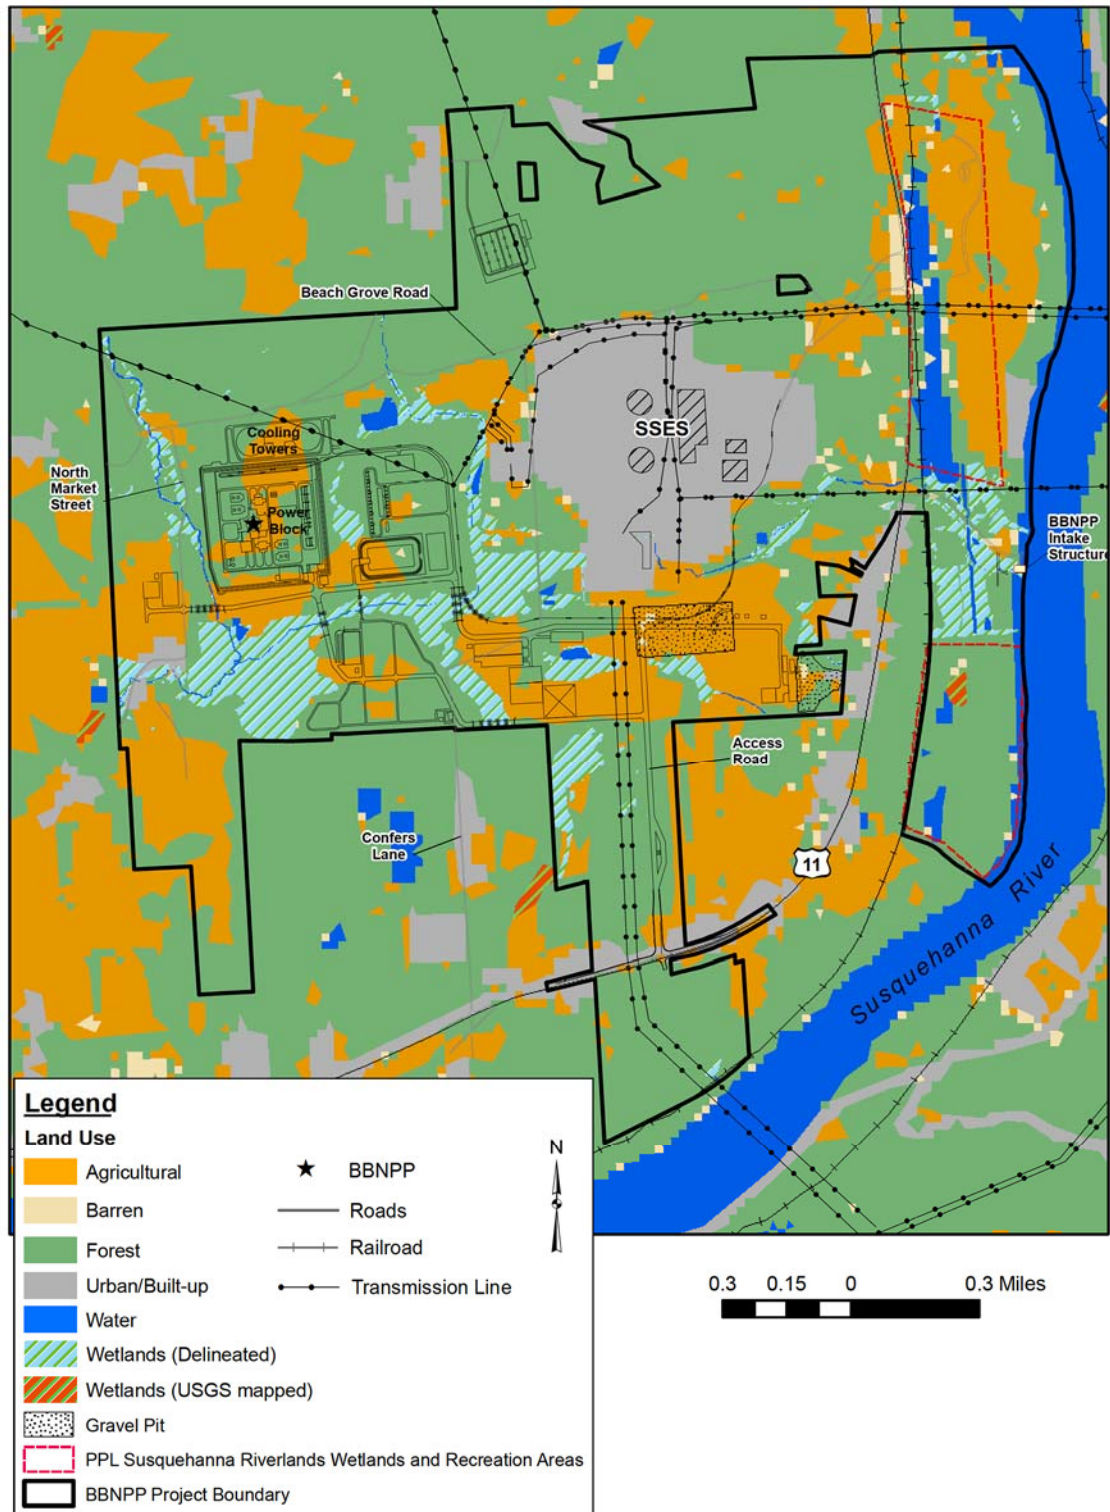 Beach Grove Road
SSES
Cooling
Towers
North
Market
Street
Power
Block
BBNPP
Intake
Structure
Access
Road
Confers
Lane
11
Susquehanna River
Legend
Land Use
Agricultural
Barren
Forest
Urban/Built-up
Water
Wetlands (Delineated)
Wetlands (USGS mapped)
Gravel Pit
PPL Susquehanna Riverlands Wetlands and Recreation Areas
BBNPP Project Boundary
BBNPP
Roads
Railroad
Transmission Line
N
0.3 0.15 0 0.3 Miles